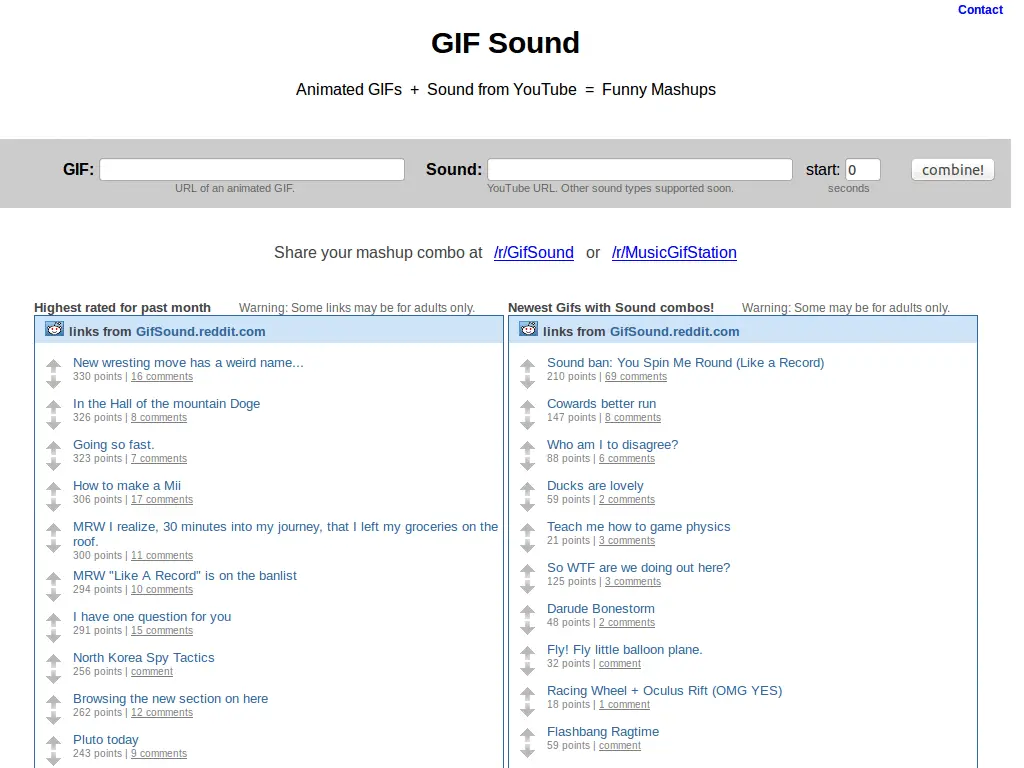 Contact
GIF Sound
Animated GIFs + Sound from YouTube = Funny Mashups
GIF: Sound: start: 0 combine!
URL of an animated GIF. YouTube URL. Other sound types supported soon. seconds
Share your mashup combo at /r/GifSound or /r/MusicGifStation
Highest rated for past month Warning: Some links may be for adults only.
links from GifSound.reddit.com
New wresting move has a weird name...
330 points | 16 comments
In the Hall of the mountain Doge
326 points | 8 comments
Going so fast.
323 points | 7 comments
How to make a Mii
306 points | 17 comments
MRW I realize, 30 minutes into my journey, that I left my groceries on the
roof.
300 points | 11 comments
MRW "Like A Record" is on the banlist
294 points | 10 comments
I have one question for you
291 points | 15 comments
North Korea Spy Tactics
256 points | comment
Browsing the new section on here
262 points | 12 comments
Pluto today
243 points | 9 comments
Newest Gifs with Sound combos! Warning: Some may be for adults only.
links from GifSound.reddit.com
Sound ban: You Spin Me Round (Like a Record)
210 points | 69 comments
Cowards better run
147 points | 8 comments
Who am I to disagree?
88 points | 6 comments
Ducks are lovely
59 points | 2 comments
Teach me how to game physics
21 points | 3 comments
So WTF are we doing out here?
125 points | 3 comments
Darude Bonestorm
48 points | 2 comments
Fly! Fly little balloon plane.
32 points | comment
Racing Wheel + Oculus Rift (OMG YES)
18 points | 1 comment
Flashbang Ragtime
59 points | comment